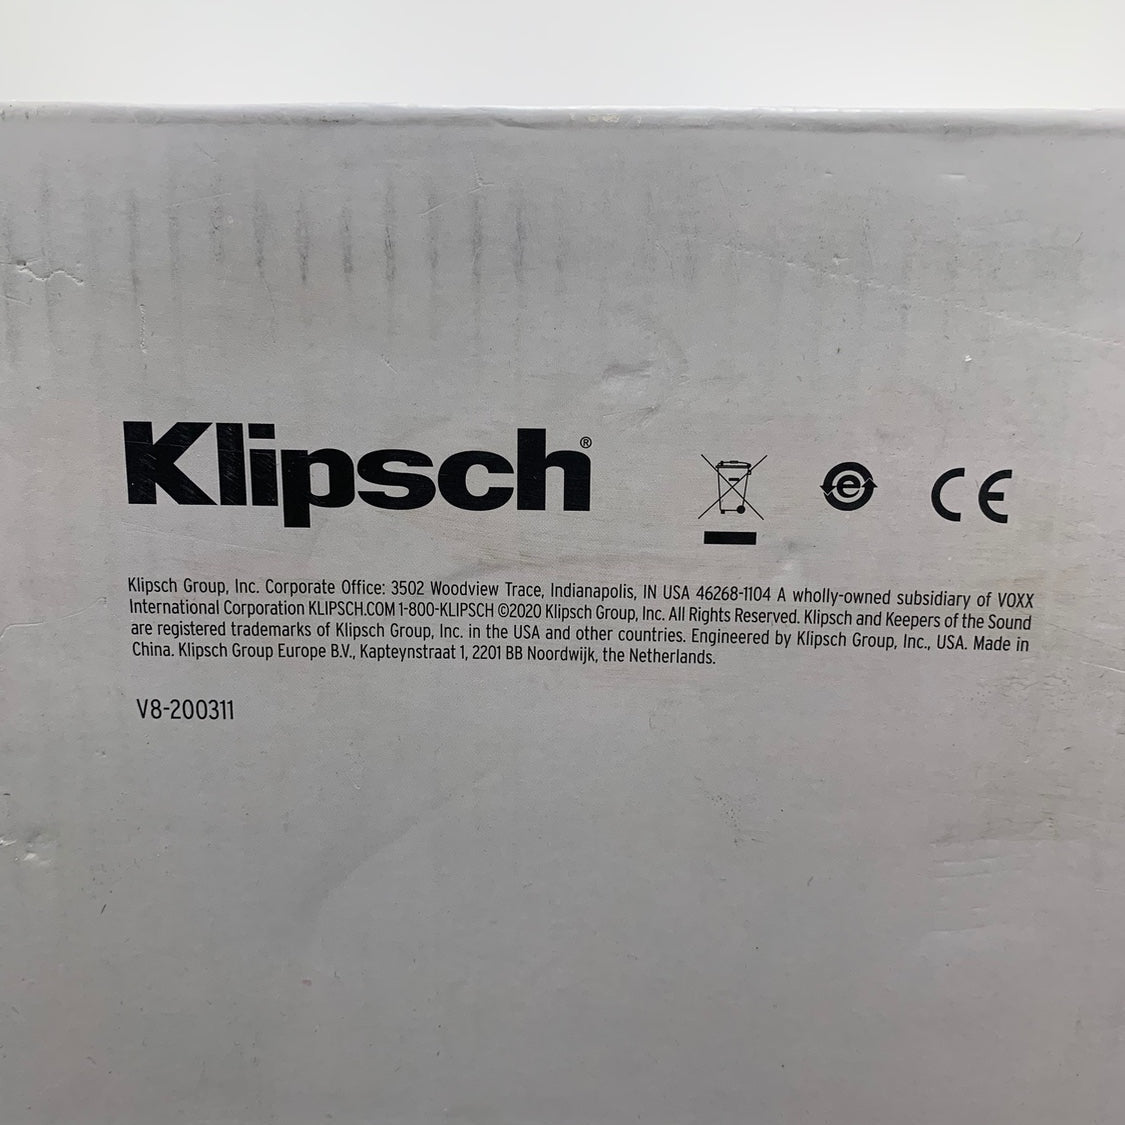 Klipsch®
e
CE
Klipsch Group, Inc. Corporate Office: 3502 Woodview Trace, Indianapolis, IN USA 46268-1104 A wholly-owned subsidiary of VOXX
International Corporation KLIPSCH.COM 1-800-KLIPSCH ©2020 Klipsch Group, Inc. All Rights Reserved. Klipsch and Keepers of the Sound
are registered trademarks of Klipsch Group, Inc. in the USA and other countries. Engineered by Klipsch Group, Inc., USA. Made in
China. Klipsch Group Europe B.V., Kapteynstraat 1, 2201 BB Noordwijk, the Netherlands.
V8-200311